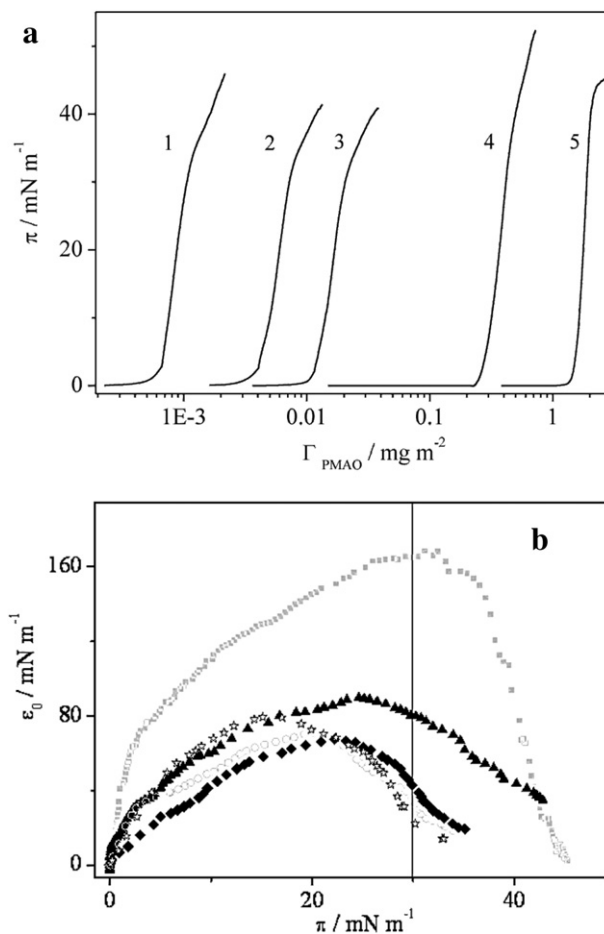 a
π / mN m⁻¹
40
20
0
1 2 3 4 5
1E-3 0.01 0.1 1
Γ PMAO / mg m⁻²
b
ε₀ / mN m⁻¹
160
80
0
0 20 40
π / mN m⁻¹